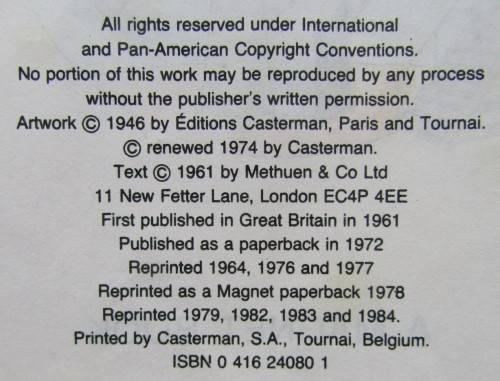 All rights reserved under International
and Pan-American Copyright Conventions.
No portion of this work may be reproduced by any process
without the publisher's written permission.
Artwork © 1946 by Éditions Casterman, Paris and Tournai.
© renewed 1974 by Casterman.
Text © 1961 by Methuen & Co Ltd
11 New Fetter Lane, London EC4P 4EE
First published in Great Britain in 1961
Published as a paperback in 1972
Reprinted 1964, 1976 and 1977
Reprinted as a Magnet paperback 1978
Reprinted 1979, 1982, 1983 and 1984.
Printed by Casterman, S.A., Tournai, Belgium.
ISBN 0 416 24080 1